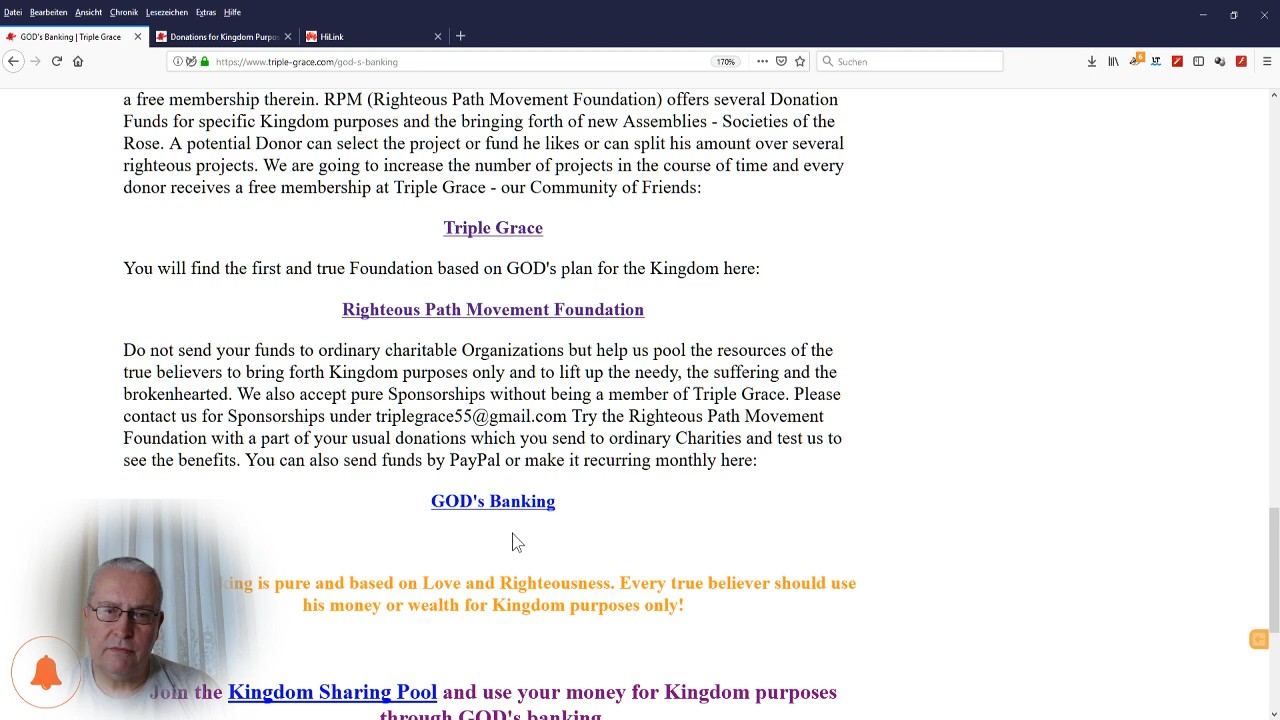 Datei Bearbeiten Ansicht Chronik Lesezeichen Extras Hilfe
GOD's Banking | Triple Grace
Donations for Kingdom Purpo
HiLink
https://www.triple-grace.com/god-s-banking
170%
Suchen
6
a free membership therein. RPM (Righteous Path Movement Foundation) offers several Donation
Funds for specific Kingdom purposes and the bringing forth of new Assemblies - Societies of the
Rose. A potential Donor can select the project or fund he likes or can split his amount over several
righteous projects. We are going to increase the number of projects in the course of time and every
donor receives a free membership at Triple Grace - our Community of Friends:
Triple Grace
You will find the first and true Foundation based on GOD's plan for the Kingdom here:
Righteous Path Movement Foundation
Do not send your funds to ordinary charitable Organizations but help us pool the resources of the
true believers to bring forth Kingdom purposes only and to lift up the needy, the suffering and the
brokenhearted. We also accept pure Sponsorships without being a member of Triple Grace. Please
contact us for Sponsorships under triplegrace55@gmail.com Try the Righteous Path Movement
Foundation with a part of your usual donations which you send to ordinary Charities and test us to
see the benefits. You can also send funds by PayPal or make it recurring monthly here:
GOD's Banking
is pure and based on Love and Righteousness. Every true believer should use
his money or wealth for Kingdom purposes only!
Join the Kingdom Sharing Pool and use your money for Kingdom purposes
through GOD's banking